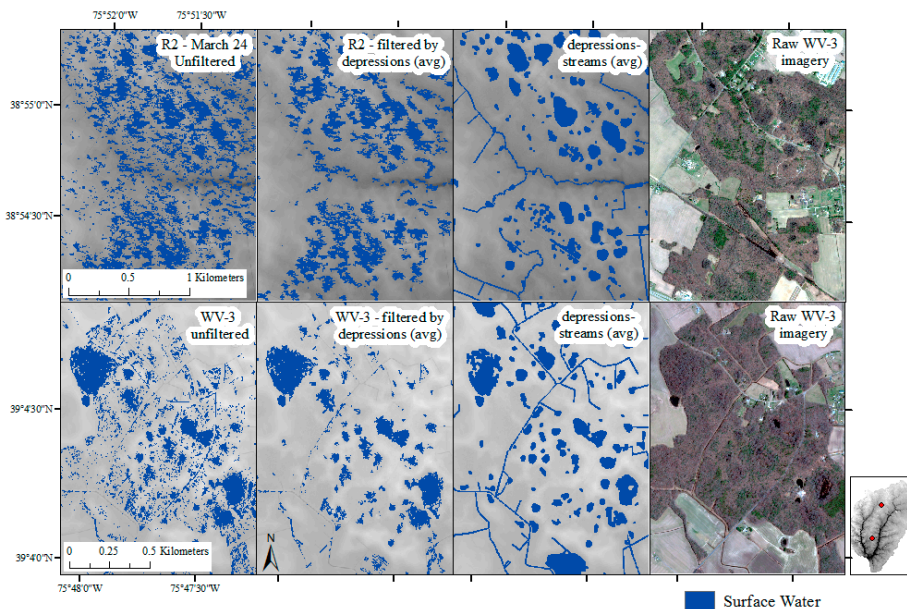 75°52'0"W
75°51'30"W
R2 - March 24
Unfiltered
R2 - filtered by
depressions (avg)
depressions-
streams (avg)
Raw WV-3
imagery
38°55'0"N
38°54'30"N
0
0.5
1 Kilometers
WV-3
unfiltered
WV-3 - filtered by
depressions (avg)
depressions-
streams (avg)
Raw WV-3
imagery
39°4'30"N
39°4'0"N
0
0.25
0.5
Kilometers
N
75°48'0"W
75°47'30"W
Surface Water